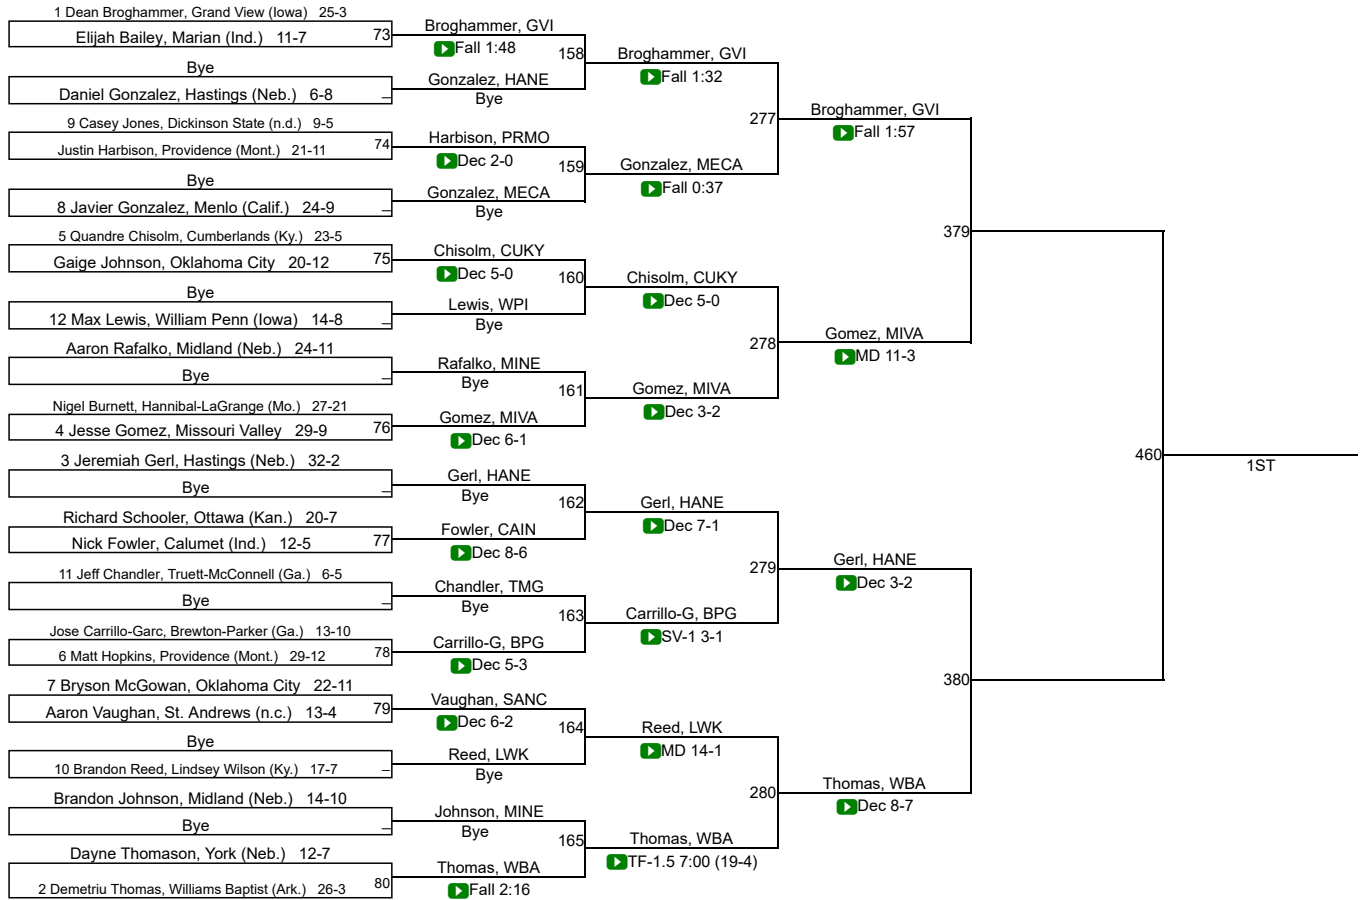 1 Dean Broghammer, Grand View (Iowa) 25-3
Elijah Bailey, Marian (Ind.) 11-7
73
Bye
Daniel Gonzalez, Hastings (Neb.) 6-8
_
9 Casey Jones, Dickinson State (n.d.) 9-5
Justin Harbison, Providence (Mont.) 21-11
74
Bye
8 Javier Gonzalez, Menlo (Calif.) 24-9
_
5 Quandre Chisolm, Cumberlands (Ky.) 23-5
Gaige Johnson, Oklahoma City 20-12
75
Bye
12 Max Lewis, William Penn (Iowa) 14-8
_
Aaron Rafalko, Midland (Neb.) 24-11
Bye
_
Nigel Burnett, Hannibal-LaGrange (Mo.) 27-21
4 Jesse Gomez, Missouri Valley 29-9
76
3 Jeremiah Gerl, Hastings (Neb.) 32-2
Bye
_
Richard Schooler, Ottawa (Kan.) 20-7
Nick Fowler, Calumet (Ind.) 12-5
77
11 Jeff Chandler, Truett-McConnell (Ga.) 6-5
Bye
_
Jose Carrillo-Garc, Brewton-Parker (Ga.) 13-10
6 Matt Hopkins, Providence (Mont.) 29-12
78
7 Bryson McGowan, Oklahoma City 22-11
Aaron Vaughan, St. Andrews (n.c.) 13-4
79
Bye
10 Brandon Reed, Lindsey Wilson (Ky.) 17-7
_
Brandon Johnson, Midland (Neb.) 14-10
Bye
_
Dayne Thomason, York (Neb.) 12-7
2 Demetriu Thomas, Williams Baptist (Ark.) 26-3
80
Broghammer, GVI
Fall 1:48
158
Gonzalez, HANE
Bye
Harbison, PRMO
Dec 2-0
159
Gonzalez, MECA
Bye
Chisolm, CUKY
Dec 5-0
160
Lewis, WPI
Bye
Rafalko, MINE
Bye
161
Gomez, MIVA
Dec 6-1
Gerl, HANE
Bye
162
Fowler, CAIN
Dec 8-6
Chandler, TMG
Bye
163
Carrillo-G, BPG
Dec 5-3
Vaughan, SANC
Dec 6-2
164
Reed, LWK
Bye
Johnson, MINE
Bye
165
Thomas, WBA
Fall 2:16
Broghammer, GVI
Fall 1:32
277
Gonzalez, MECA
Fall 0:37
Chisolm, CUKY
Dec 5-0
278
Gomez, MIVA
Dec 3-2
Gerl, HANE
Dec 7-1
279
Carrillo-G, BPG
SV-1 3-1
Reed, LWK
MD 14-1
280
Thomas, WBA
TF-1.5 7:00 (19-4)
Broghammer, GVI
Fall 1:57
379
Gomez, MIVA
MD 11-3
Gerl, HANE
Dec 3-2
380
Thomas, WBA
Dec 8-7
460
1ST